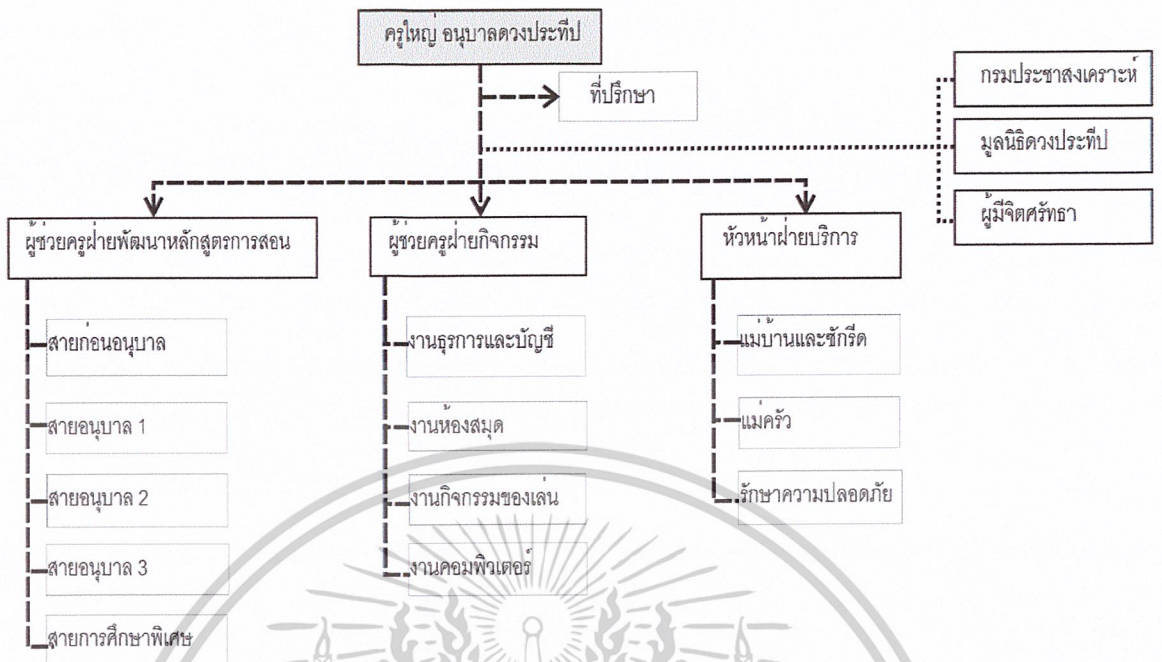 ครูใหญ่ อนุบาลดวงประทีป
ที่ปรึกษา
กรมประชาสงเคราะห์
มูลนิธิดวงประทีป
ผู้มีจิตศรัทธา
ผู้ช่วยครูฝ่ายพัฒนาหลักสูตรการสอน
ผู้ช่วยครูฝ่ายกิจกรรม
หัวหน้าฝ่ายบริการ
สายก่อนอนุบาล
สายอนุบาล 1
สายอนุบาล 2
สายอนุบาล 3
สายการศึกษาพิเศษ
งานธุรการและบัญชี
งานห้องสมุด
งานกิจกรรมของเล่น
งานคอมพิวเตอร์
แม่บ้านและซักรีด
แม่ครัว
รักษาความปลอดภัย